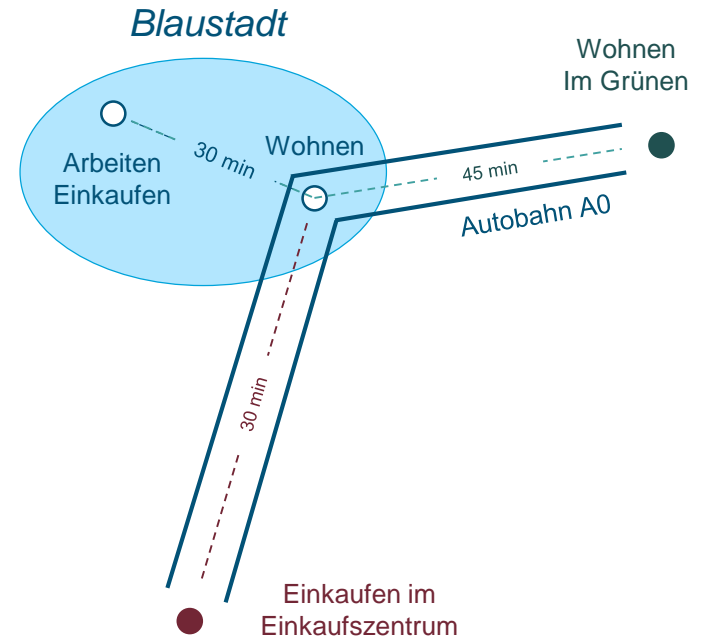 Blaustadt
Wohnen
Im Grünen
Wohnen
30 min
Arbeiten
Einkaufen
45 min
Autobahn A0
30 min
Einkaufen im
Einkaufszentrum